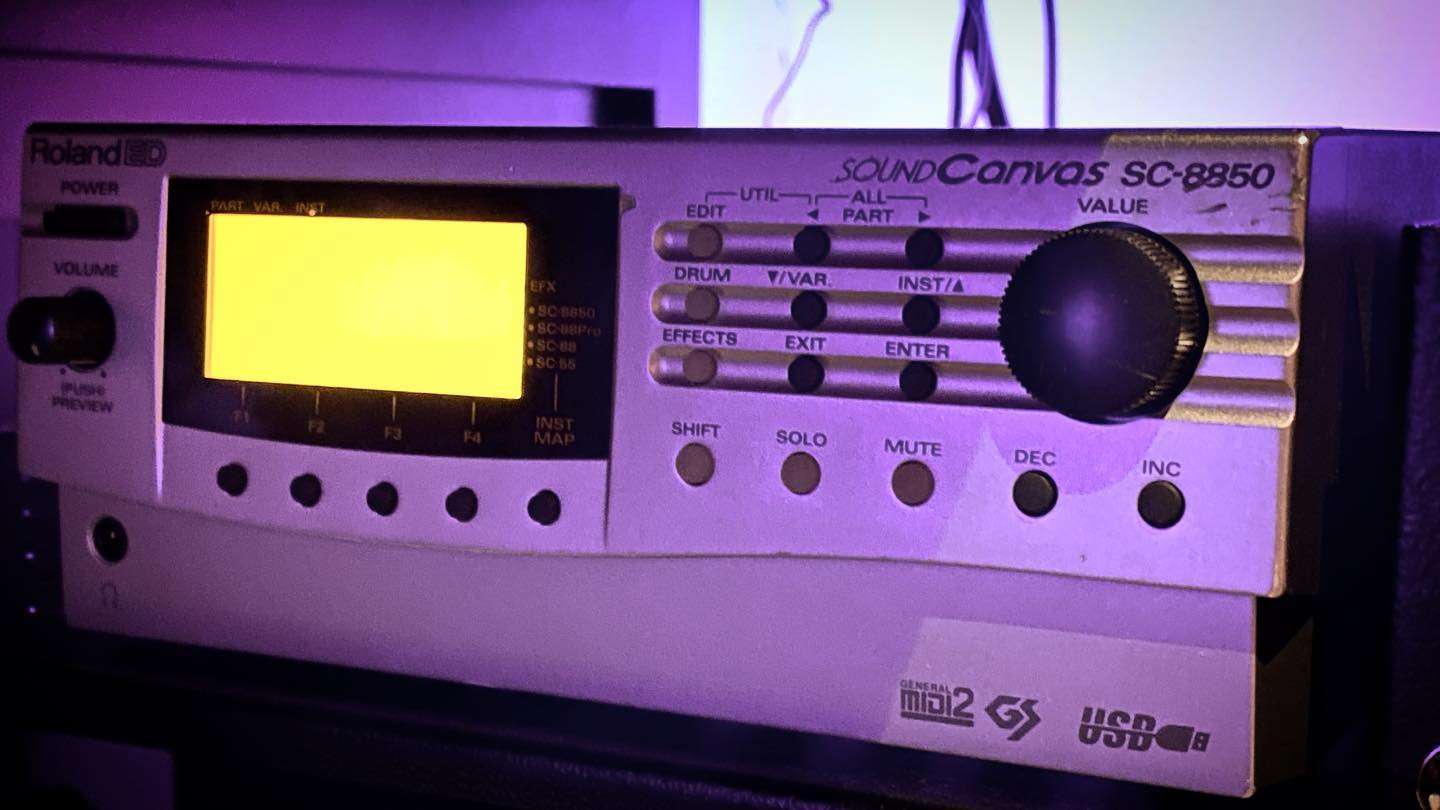 Roland ED
SOUND Canvas SC-8850
POWER
VOLUME
(PUSH)
PREVIEW
PART VAR. INST
EFX
SC-8850
SC-88Pro
SC-88
SC-55
INST
MAP
F1 F2 F3 F4
UTIL ALL
EDIT ◀ PART ▶
VALUE
DRUM ▼/VAR. INST/▲
EFFECTS EXIT ENTER
SHIFT SOLO MUTE DEC INC
GENERAL
MIDI2 GS USB